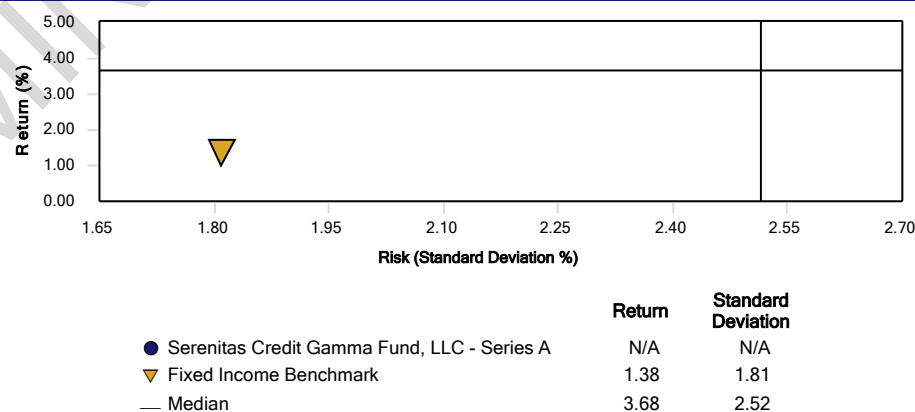 5.00
4.00
3.00
2.00
1.00
0.00
Return (%)
1.65 1.80 1.95 2.10 2.25 2.40 2.55 2.70
Risk (Standard Deviation %)
Return Standard Deviation
Serenitas Credit Gamma Fund, LLC - Series A N/A N/A
Fixed Income Benchmark 1.38 1.81
Median 3.68 2.52